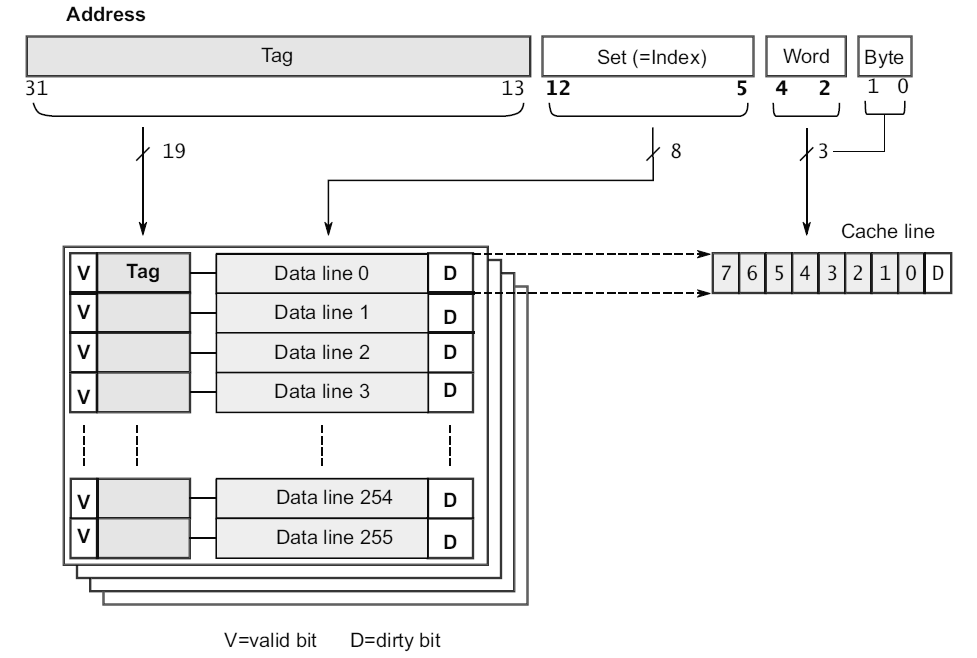 Address
Tag Set (=Index) Word Byte
31 13 12 5 4 2 1 0
19 8 3
Cache line
V Tag Data line 0 D 7 6 5 4 3 2 1 0 D
V Data line 1 D
V Data line 2 D
V Data line 3 D
V Data line 254 D
V Data line 255 D
V=valid bit D=dirty bit